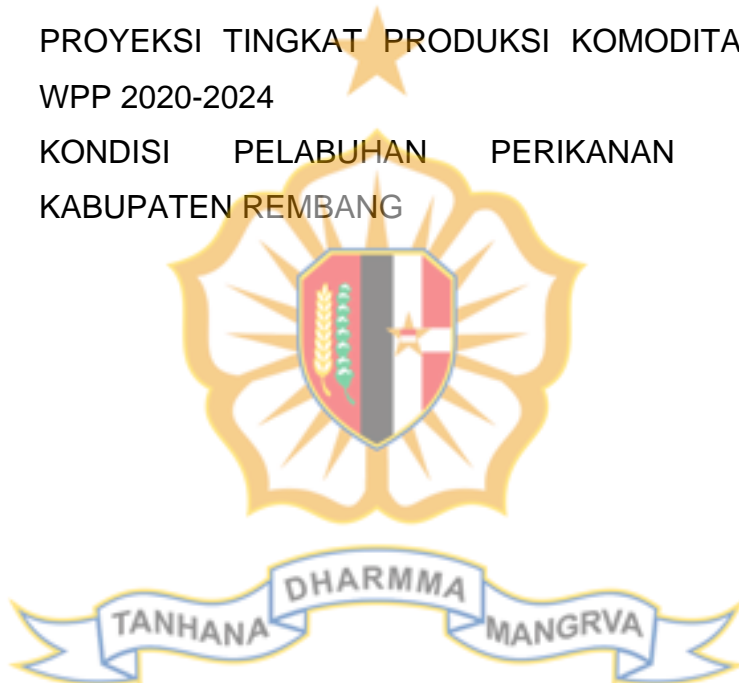 PROYEKSI TINGKAT PRODUKSI KOMODITA
WPP 2020-2024
KONDISI PELABUHAN PERIKANAN
KABUPATEN REMBANG
TANHANA DHARMMA MANGRVA